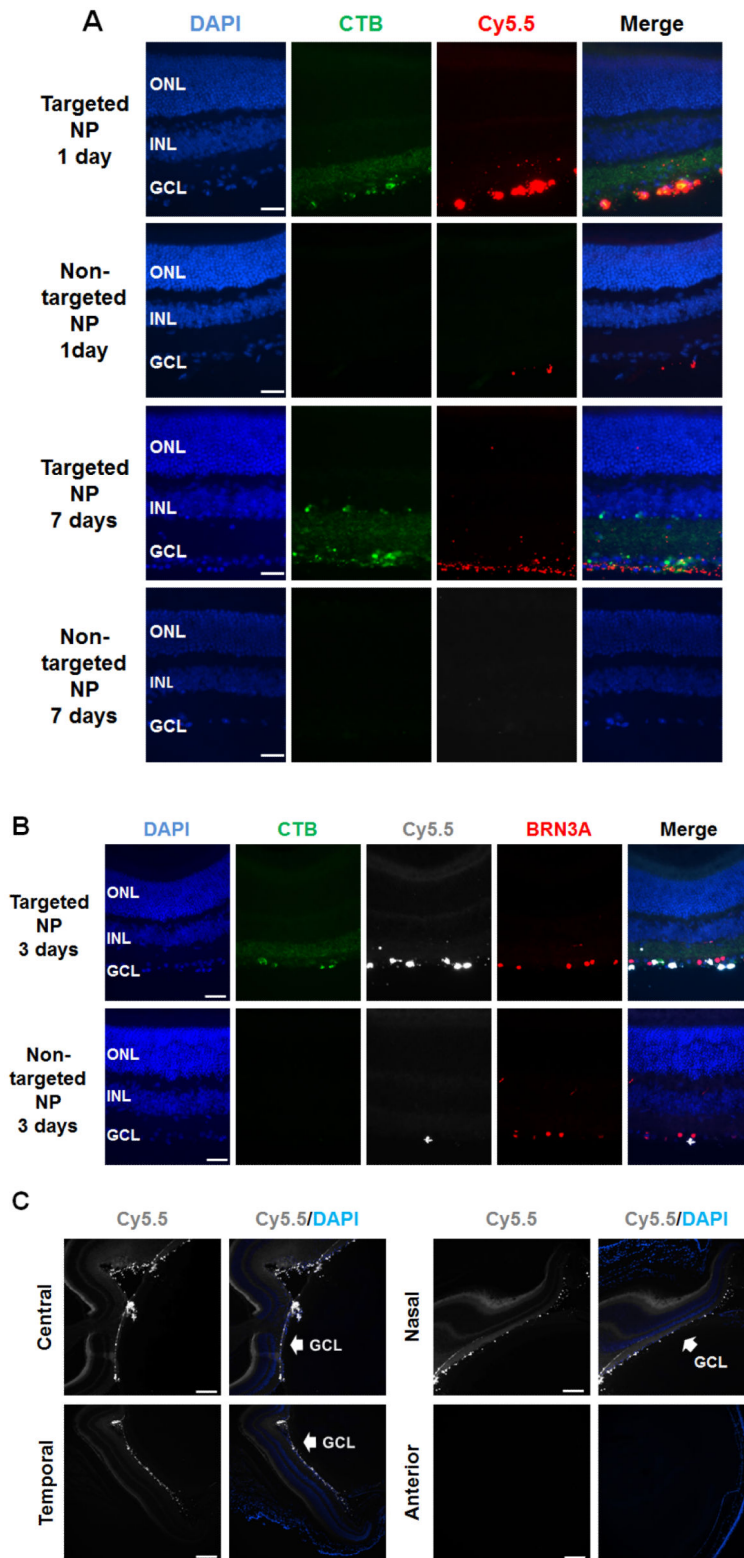 A
DAPI CTB Cy5.5 Merge
Targeted
NP
1 day
ONL
INL
GCL
Non-
targeted
NP
1day
ONL
INL
GCL
Targeted
NP
7 days
ONL
INL
GCL
Non-
targeted
NP
7 days
ONL
INL
GCL
B
DAPI CTB Cy5.5 BRN3A Merge
Targeted
NP
3 days
ONL
INL
GCL
Non-
targeted
NP
3 days
ONL
INL
GCL
C
Cy5.5 Cy5.5/DAPI Cy5.5 Cy5.5/DAPI
Central
GCL
Nasal
GCL
Temporal
GCL
Anterior